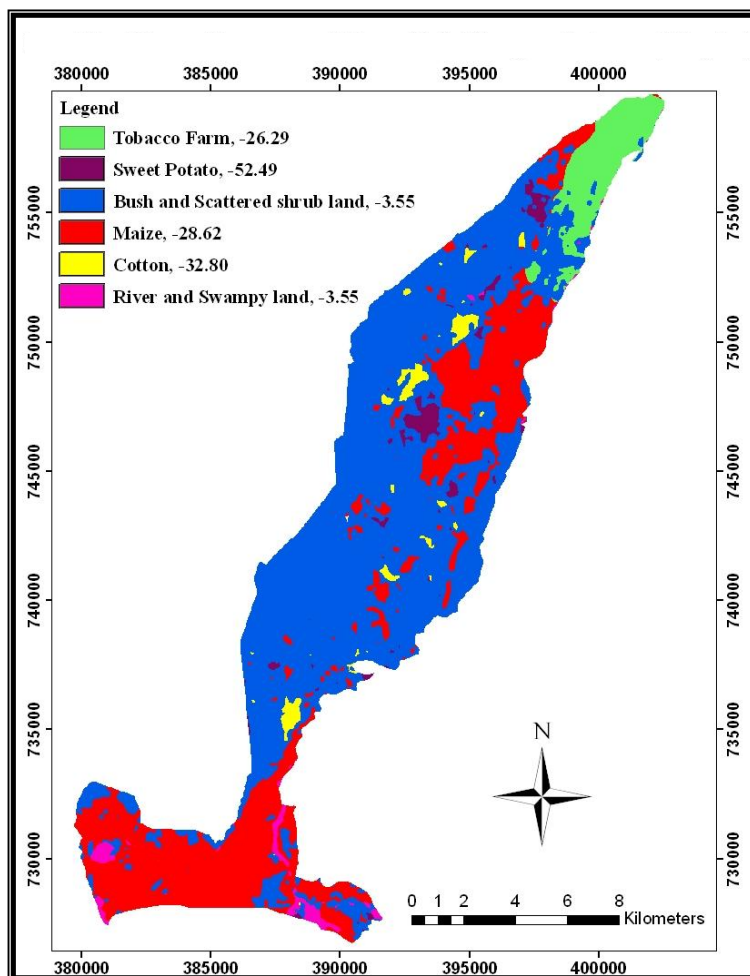 380000 385000 390000 395000 400000
Legend
Tobacco Farm, -26.29
Sweet Potato, -52.49
Bush and Scattered shrub land, -3.55
Maize, -28.62
Cotton, -32.80
River and Swampy land, -3.55
755000
755000
750000
750000
745000
745000
740000
740000
735000
735000
730000
730000
N
0 1 2 4 6 8
Kilometers
380000 385000 390000 395000 400000